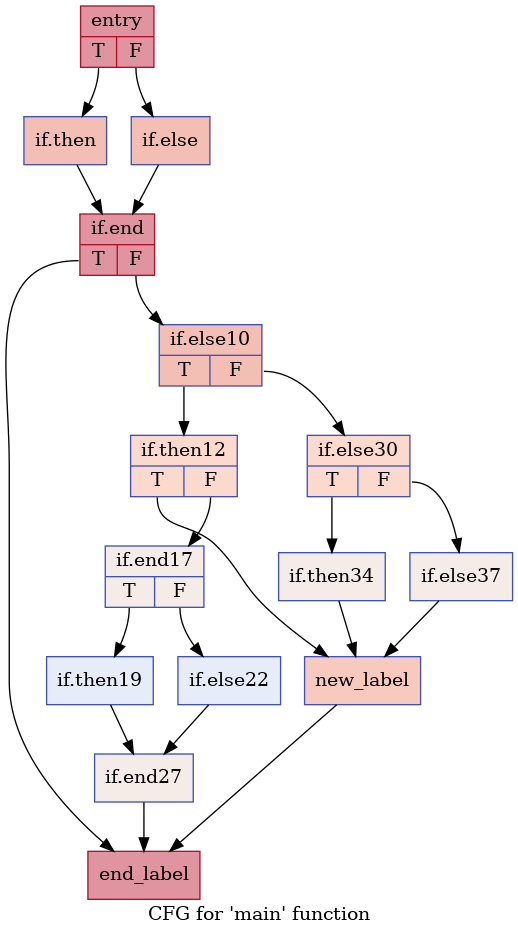 entry
T F
if.then
if.else
if.end
T F
if.else10
T F
if.then12
T F
if.else30
T F
if.end17
T F
if.then34
if.else37
if.then19
if.else22
new_label
if.end27
end_label
CFG for 'main' function